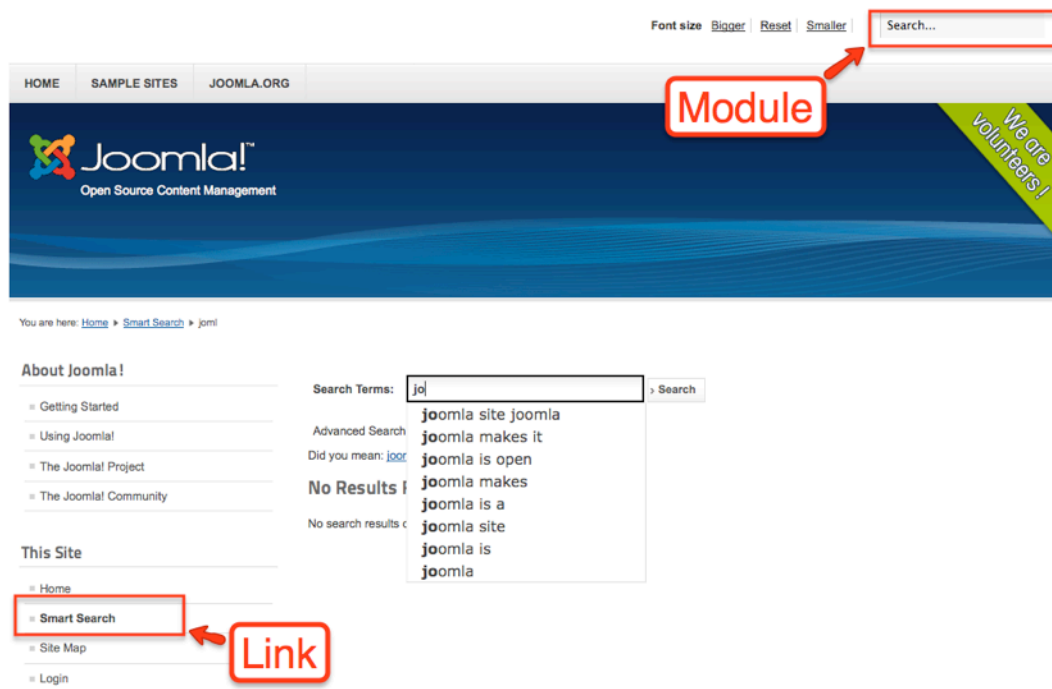 Font size Bigger Reset Smaller Search...
Module
HOME SAMPLE SITES JOOMLA.ORG
We are
volunteers!
Joomla!™
Open Source Content Management
You are here: Home Smart Search joml
About Joomla!
Getting Started
Using Joomla!
The Joomla! Project
The Joomla! Community
This Site
Home
Smart Search
Site Map
Login
Link
Search Terms: jo Search
joomla site joomla
joomla makes it
joomla is open
joomla makes
joomla is a
joomla site
joomla is
joomla
Advanced Search
Did you mean: joor
No Results
No search results